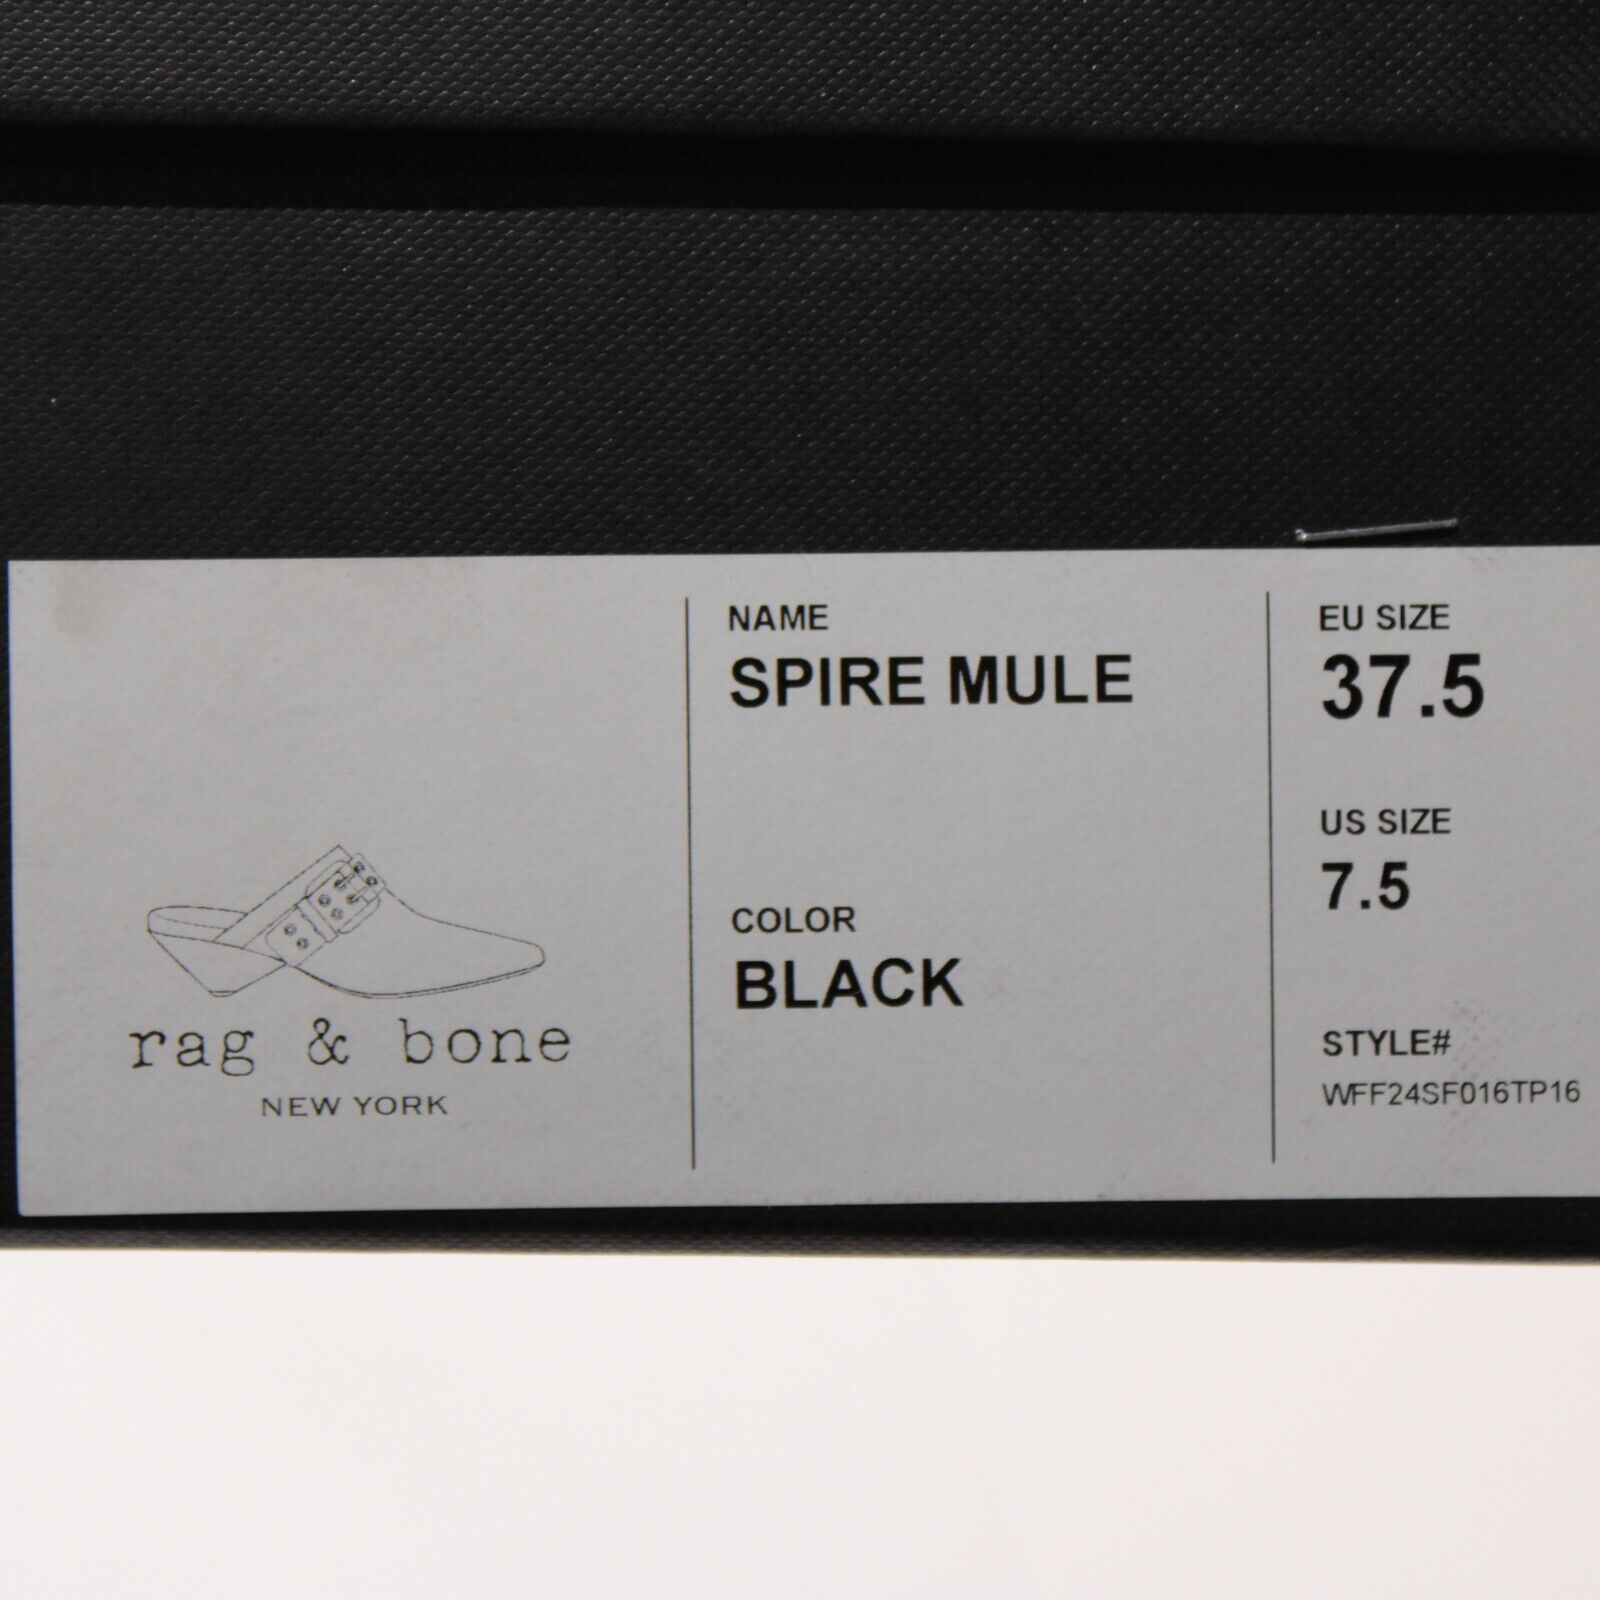 rag & bone
NEW YORK
NAME
SPIRE MULE
COLOR
BLACK
EU SIZE
37.5
US SIZE
7.5
STYLE#
WFF24SF016TP16